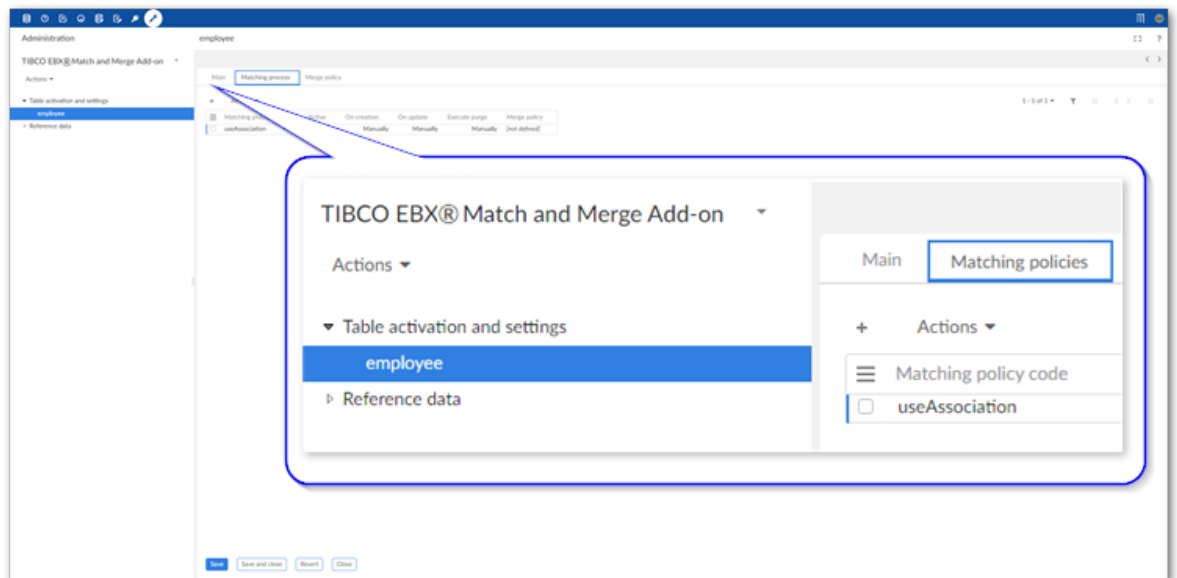 Administration
employee
?
TIBCO EBX® Match and Merge Add-on
Actions
Main Matching process Merge policy
Table activation and settings
employee
Reference data
+
1 - 1 of 1
Matching Active On creation On update Execute purge Merge policy
useAssociation Manually Manually Manually [not defined]
TIBCO EBX® Match and Merge Add-on
Actions
Table activation and settings
employee
Reference data
Main Matching policies
+ Actions
Matching policy code
useAssociation
Save Save and close Revert Close